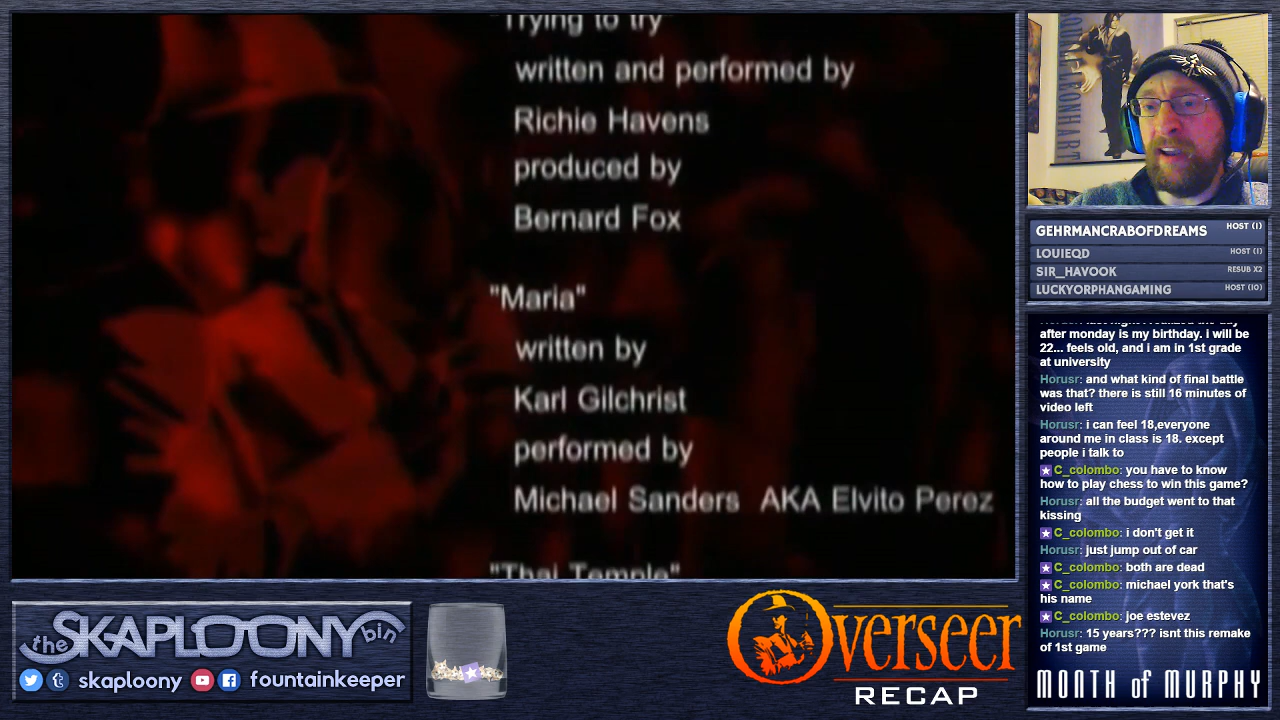 Trying to try
written and performed by
Richie Havens
produced by
Bernard Fox
"Maria"
written by
Karl Gilchrist
performed by
Michael Sanders AKA Elvito Perez
"Thai Temple"
GEHRMANCRABOFDREAMS HOST (1)
LOUIEQD HOST (1)
SIR_HAVOOK RESUB X2
LUCKYORPHANGAMING HOST (10)
after monday is my birthday. i will be
22... feels old, and I am in 1st grade
at university
Horusr: and what kind of final battle
was that? there is still 16 minutes of
video left
Horusr: i do feel 18,everyone
around me in class is 18 except
people i talk to
C_colombo: you have to know
how to play chess to win this game?
Horusr: all the budget went to that
kissing
C_colombo: i don't get it
Horusr: just jump out of car
C_colombo: both are dead
C_colombo: michael york that's
his name
C_colombo: joe estevez
Horusr: 15 years??? isnt this remake
of 1st game
MONTH of MURPHY
the SKAPLOONY bin
skaploony fountainkeeper
Overseer
RECAP